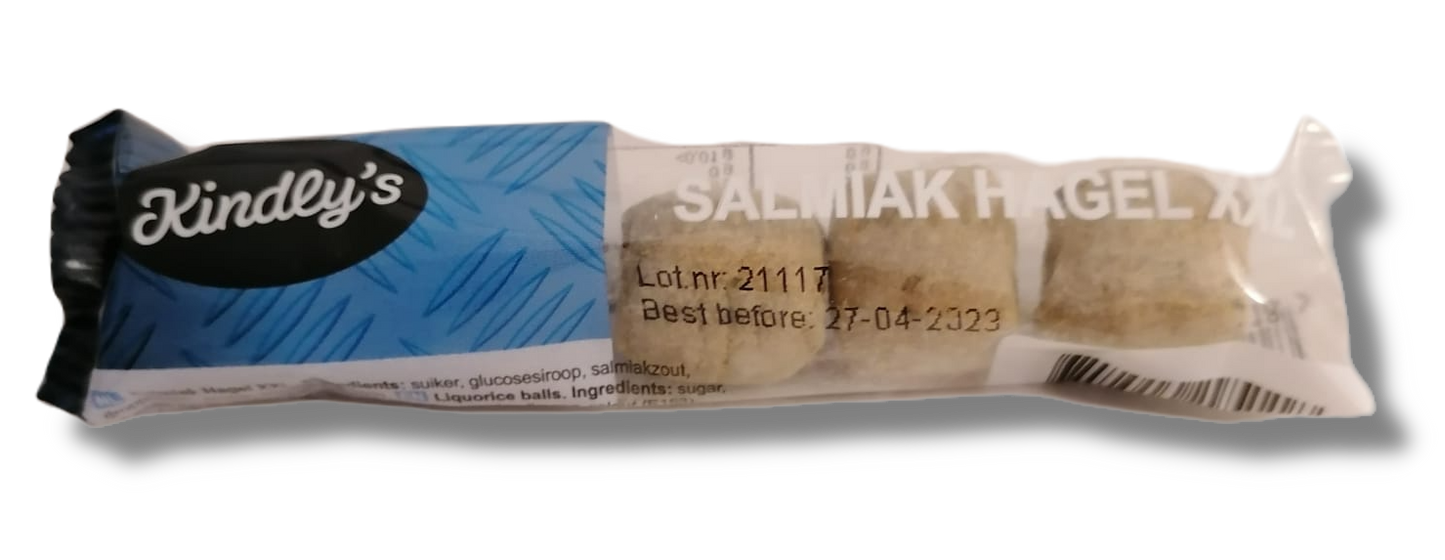 Kindly's
SALMIAK HAGEL XXL
Lot.nr: 21117
Best before: 27-04-2023
suiker, glucosesiroop, salmiakzout,
Liquorice balls. Ingredients: sugar,